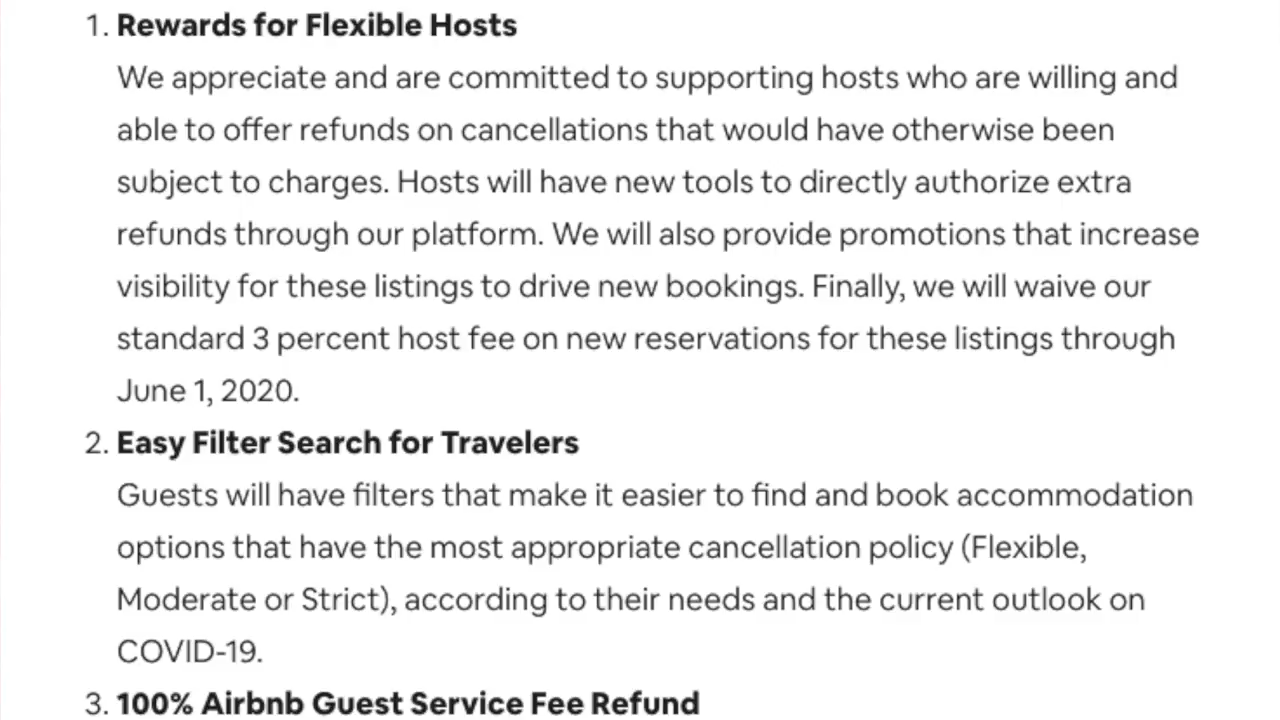 1. Rewards for Flexible Hosts
We appreciate and are committed to supporting hosts who are willing and
able to offer refunds on cancellations that would have otherwise been
subject to charges. Hosts will have new tools to directly authorize extra
refunds through our platform. We will also provide promotions that increase
visibility for these listings to drive new bookings. Finally, we will waive our
standard 3 percent host fee on new reservations for these listings through
June 1, 2020.
2. Easy Filter Search for Travelers
Guests will have filters that make it easier to find and book accommodation
options that have the most appropriate cancellation policy (Flexible,
Moderate or Strict), according to their needs and the current outlook on
COVID-19.
3. 100% Airbnb Guest Service Fee Refund